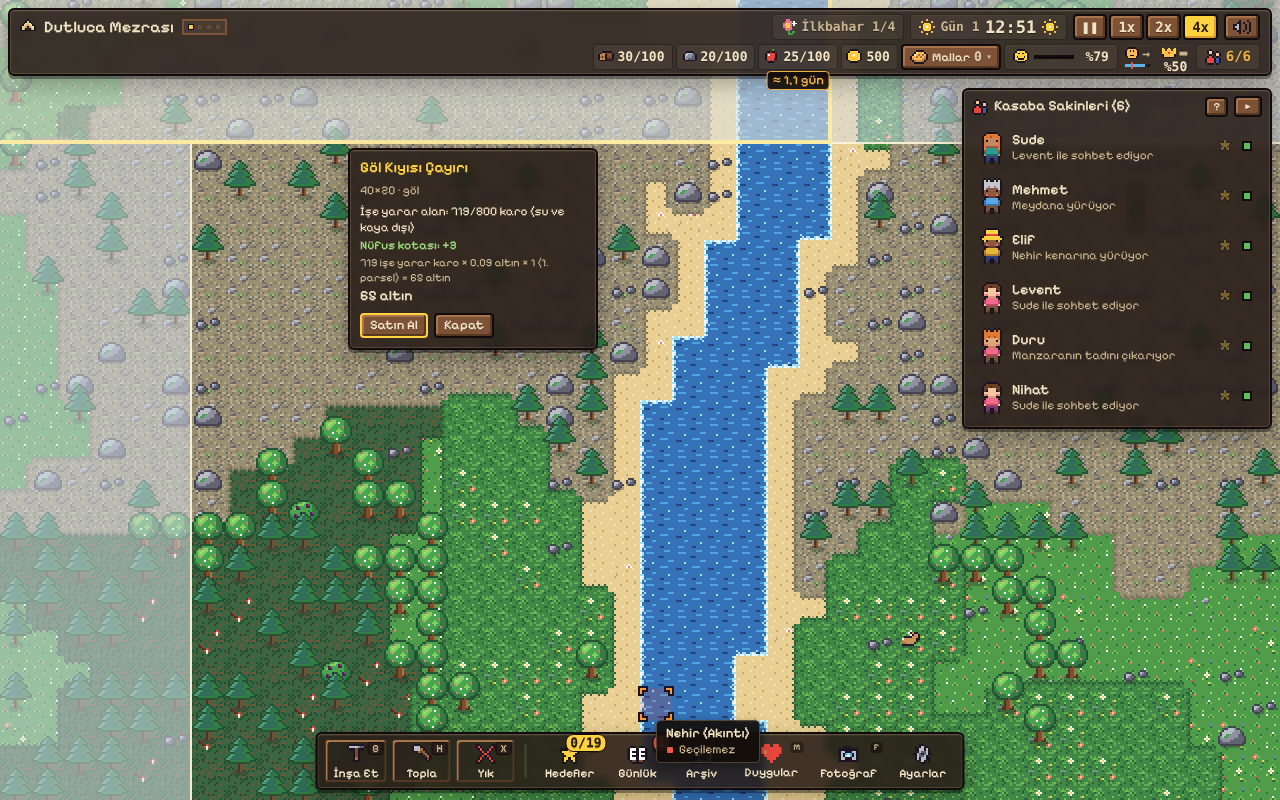 Dutluca Mezrası
İlkbahar 1/4
Gün 1 12:51
1x
2x
4x
30/100
20/100
25/100
500
Mallar 0
%79
%50
6/6
≈ 1,1 gün
Kasaba Sakinleri (6)
?
Sude
Levent ile sohbet ediyor
Mehmet
Meydana yürüyor
Elif
Nehir kenarına yürüyor
Levent
Sude ile sohbet ediyor
Duru
Manzaranın tadını çıkarıyor
Nihat
Sude ile sohbet ediyor
Göl Kıyısı Çayırı
40×20 · göl
İşe yarar alan: 719/800 karo (su ve
kaya dışı)
Nüfus kotası: +3
719 işe yarar karo × 0.09 altın × 1 (1.
parsel) = 65 altın
65 altın
Satın Al
Kapat
Nehir (Akıntı)
Geçilemez
0/19
B
İnşa Et
H
Topla
X
Yık
Hedefler
Günlük
Arşiv
M
Duygular
F
Fotoğraf
Ayarlar